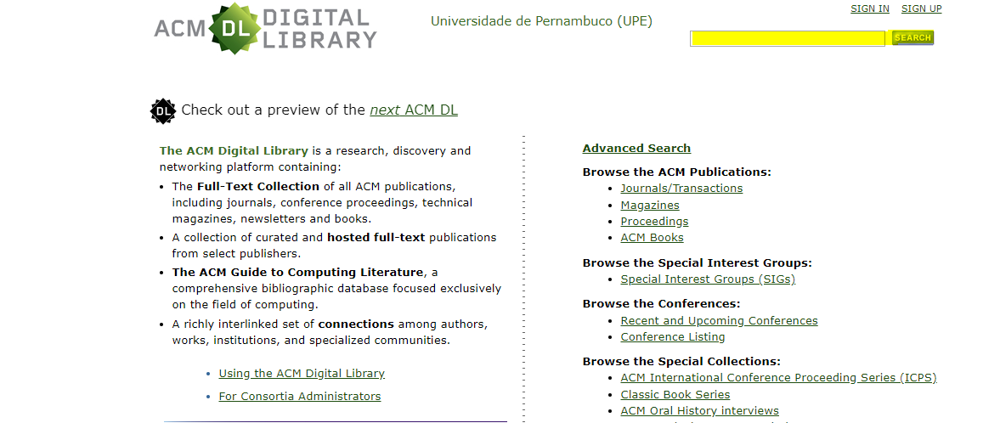 ACM DL DIGITAL LIBRARY
Universidade de Pernambuco (UPE)
SIGN IN SIGN UP
SEARCH
DL Check out a preview of the next ACM DL
The ACM Digital Library is a research, discovery and
networking platform containing:
• The Full-Text Collection of all ACM publications,
including journals, conference proceedings, technical
magazines, newsletters and books.
• A collection of curated and hosted full-text publications
from select publishers.
• The ACM Guide to Computing Literature, a
comprehensive bibliographic database focused exclusively
on the field of computing.
• A richly interlinked set of connections among authors,
works, institutions, and specialized communities.
• Using the ACM Digital Library
• For Consortia Administrators
Advanced Search
Browse the ACM Publications:
• Journals/Transactions
• Magazines
• Proceedings
• ACM Books
Browse the Special Interest Groups:
• Special Interest Groups (SIGs)
Browse the Conferences:
• Recent and Upcoming Conferences
• Conference Listing
Browse the Special Collections:
• ACM International Conference Proceeding Series (ICPS)
• Classic Book Series
• ACM Oral History interviews